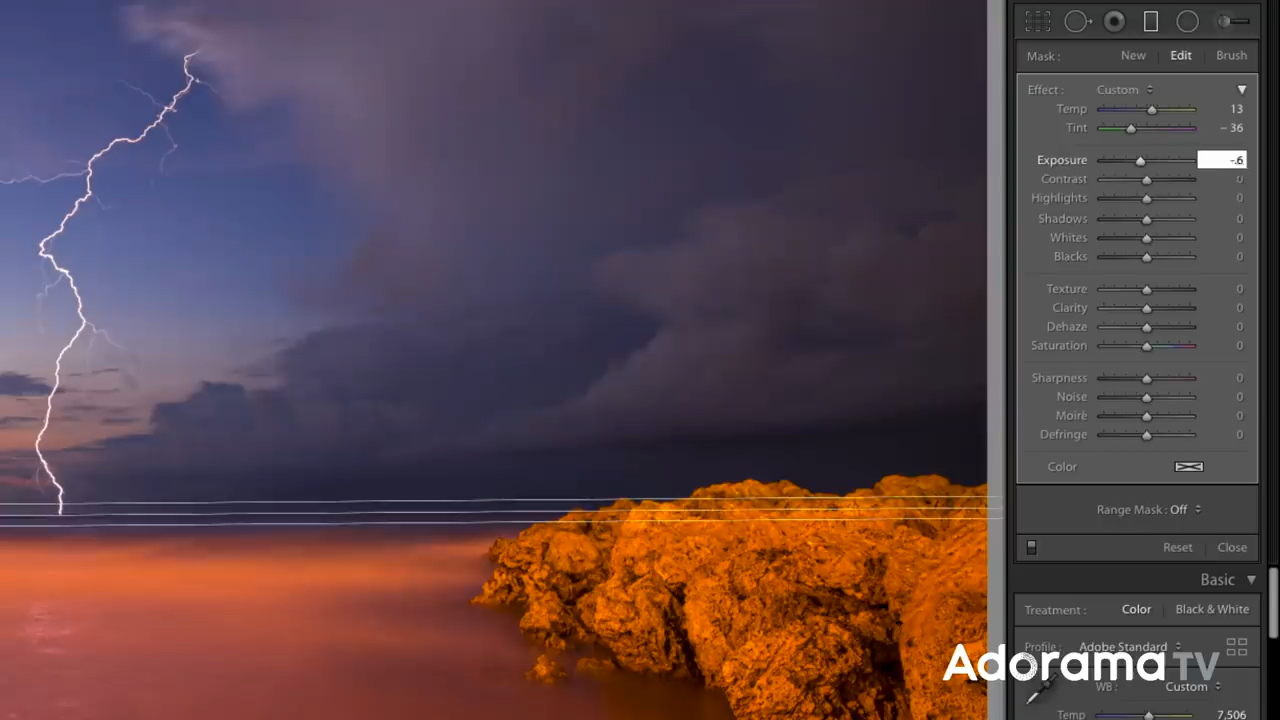 Mask : New Edit Brush
Effect : Custom
Temp 13
Tint – 36
Exposure -.6
Contrast 0
Highlights 0
Shadows 0
Whites 0
Blacks 0
Texture 0
Clarity 0
Dehaze 0
Saturation 0
Sharpness 0
Noise 0
Moiré 0
Defringe 0
Color
Range Mask : Off
Reset Close
Basic
Treatment : Color Black & White
Profile : Adobe Standard
Adorama TV
WB : Custom
Temp 7,506